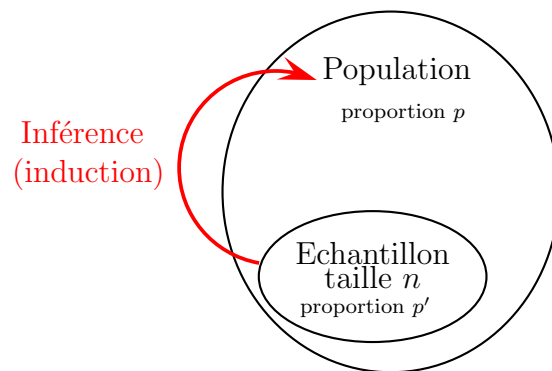 Population
proportion p
Inférence
(induction)
Echantillon
taille n
proportion p′